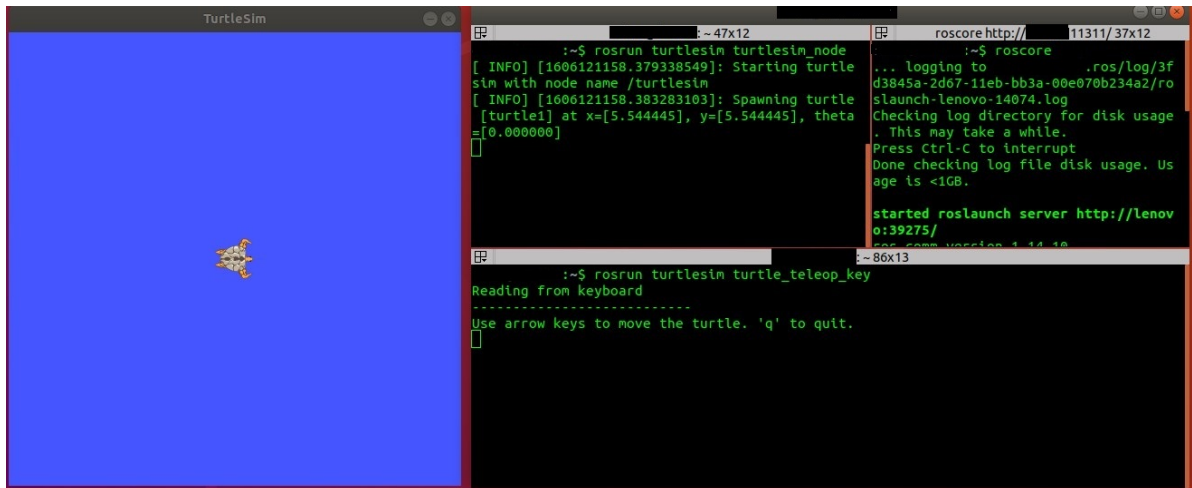 TurtleSim
: ~ 47x12
:~$ rosrun turtlesim turtlesim_node
[ INFO] [1606121158.379338549]: Starting turtle
sim with node name /turtlesim
[ INFO] [1606121158.383283103]: Spawning turtle
[turtle1] at x=[5.544445], y=[5.544445], theta
=[0.000000]
roscore http:// 11311/ 37x12
:~$ roscore
... logging to .ros/log/3f
d3845a-2d67-11eb-bb3a-00e070b234a2/ro
slaunch-lenovo-14074.log
Checking log directory for disk usage
. This may take a while.
Press Ctrl-C to interrupt
Done checking log file disk usage. Us
age is <1GB.
started roslaunch server http://lenov
o:39275/
ros_comm version 1.14.10
: ~ 86x13
:~$ rosrun turtlesim turtle_teleop_key
Reading from keyboard
---------------------------
Use arrow keys to move the turtle. 'q' to quit.